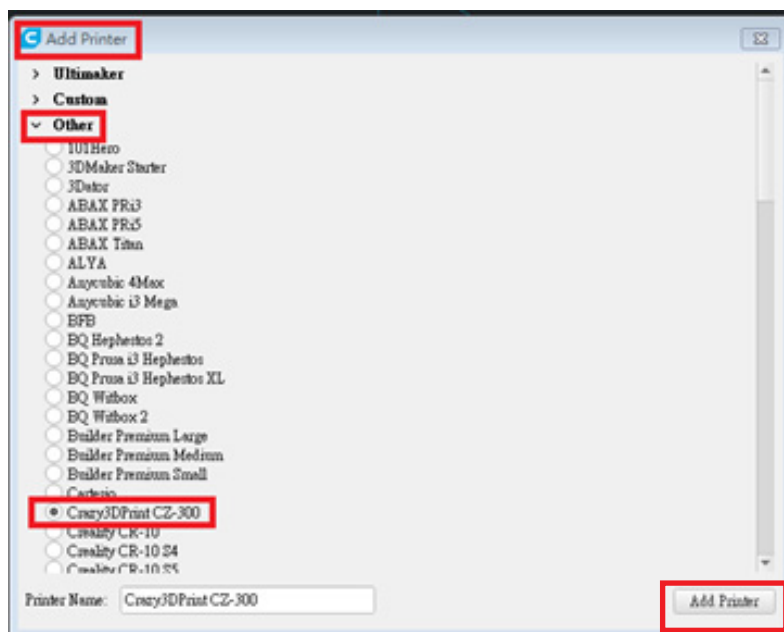 Add Printer
Ultimaker
Custom
Other
101Hero
3DMaker Starter
3Dator
ABAX PRi3
ABAX PRi5
ABAX Titan
ALYA
Anycubic 4Max
Anycubic i3 Mega
BFB
BQ Hephestos 2
BQ Prusa i3 Hephestos
BQ Prusa i3 Hephestos XL
BQ Witbox
BQ Witbox 2
Builder Premium Large
Builder Premium Medium
Builder Premium Small
Cartesio
Crazy3DPrint CZ-300
Creality CR-10
Creality CR-10 S4
Creality CR-10 S5
Printer Name: Crazy3DPrint CZ-300
Add Printer